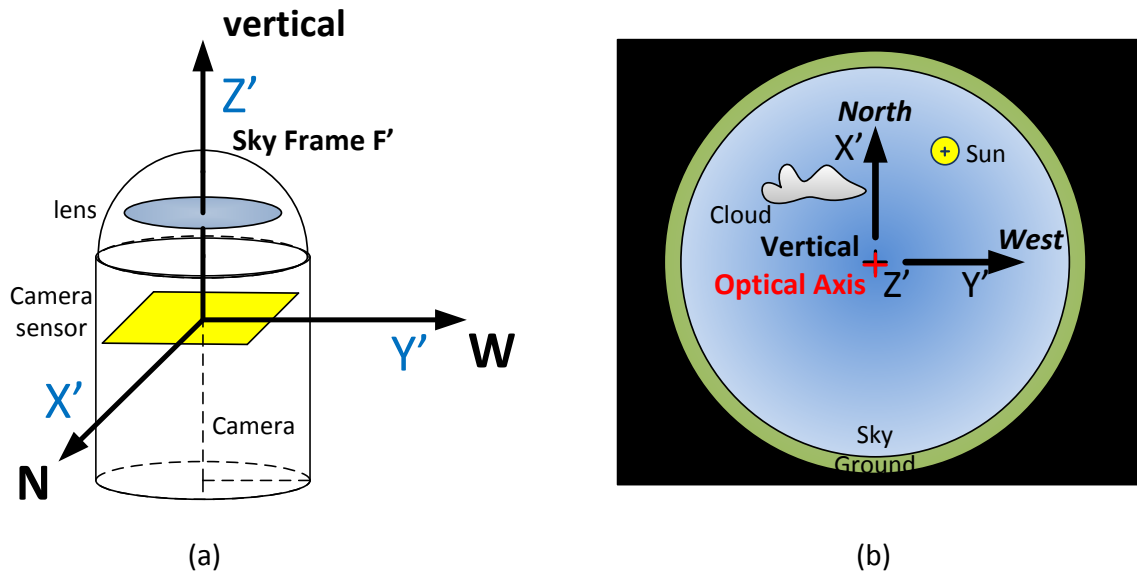 vertical
Z’
Sky Frame F’
lens
Camera
sensor
Y’
W
X’
N
Camera
(a)
North
X’
Sun
Cloud
Vertical
West
Optical Axis
Z’
Y’
Sky
Ground
(b)